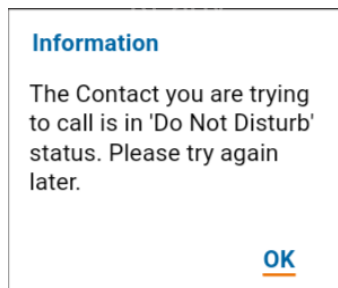 Information
The Contact you are trying
to call is in 'Do Not Disturb'
status. Please try again
later.
OK